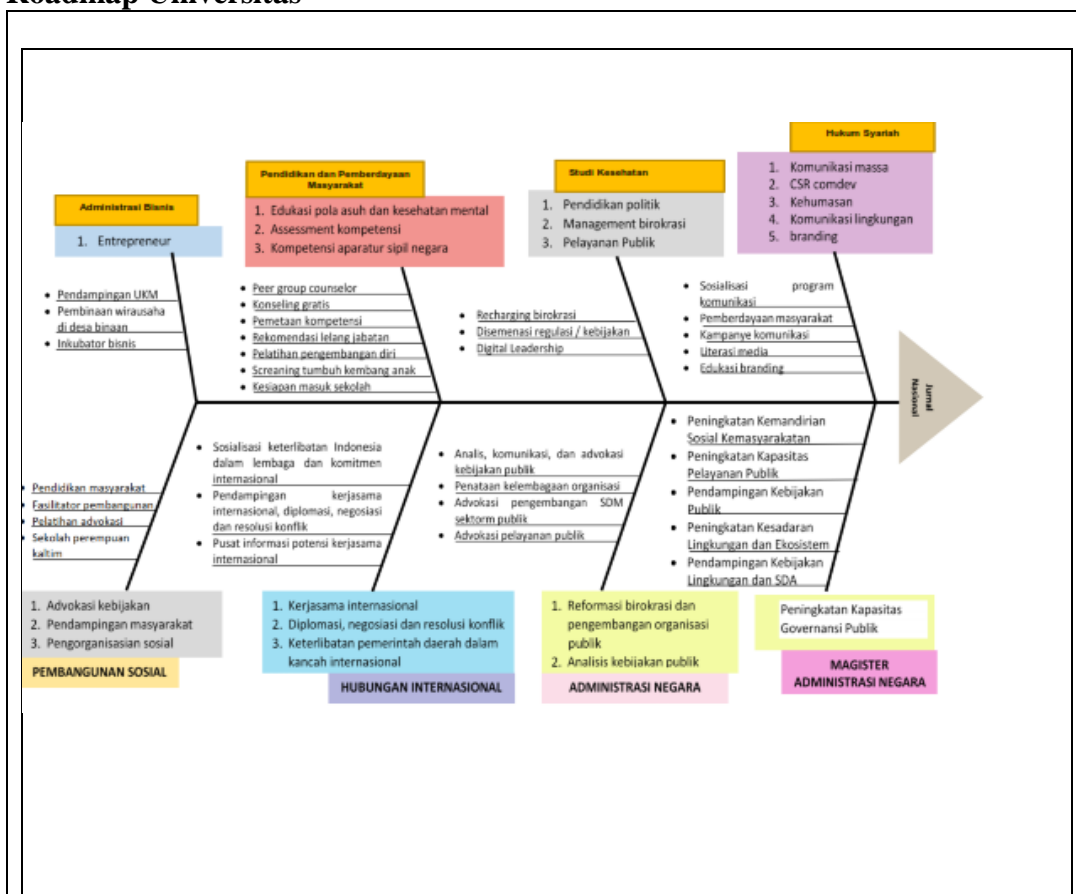 Roadmap Universitas
Hukum Syariah
1. Komunikasi massa
2. CSR comdev
3. Kehumasan
4. Komunikasi lingkungan
5. branding
Pendidikan dan Pemberdayaan
Masyarakat
1. Edukasi pola asuh dan kesehatan mental
2. Assessment kompetensi
3. Kompetensi aparatur sipil negara
Studi Kesehatan
1. Pendidikan politik
2. Management birokrasi
3. Pelayanan Publik
Administrasi Bisnis
1. Entrepreneur
• Pendampingan UKM
• Pembinaan wirausaha
di desa binaan
• Inkubator bisnis
• Peer group counselor
• Konseling gratis
• Pemetaan kompetensi
• Rekomendasi lelang jabatan
• Pelatihan pengembangan diri
• Screaning tumbuh kembang anak
• Kesiapan masuk sekolah
• Recharging birokrasi
• Disemenasi regulasi / kebijakan
• Digital Leadership
• Sosialisasi program
komunikasi
• Pemberdayaan masyarakat
• Kampanye komunikasi
• Literasi media
• Edukasi branding
Jurnal
Nasional
• Pendidikan masyarakat
• Fasilitator pembangunan
• Pelatihan advokasi
• Sekolah perempuan
kaltim
• Sosialisasi keterlibatan Indonesia
dalam lembaga dan komitmen
internasional
• Pendampingan kerjasama
internasional, diplomasi, negosiasi
dan resolusi konflik
• Pusat informasi potensi kerjasama
internasional
• Analis, komunikasi, dan advokasi
kebijakan publik
• Penataan kelembagaan organisasi
• Advokasi pengembangan SDM
sektorm publik
• Advokasi pelayanan publik
• Peningkatan Kemandirian
Sosial Kemasyarakatan
• Peningkatan Kapasitas
Pelayanan Publik
• Pendampingan Kebijakan
Publik
• Peningkatan Kesadaran
Lingkungan dan Ekosistem
• Pendampingan Kebijakan
Lingkungan dan SDA
1. Advokasi kebijakan
2. Pendampingan masyarakat
3. Pengorganisasian sosial
PEMBANGUNAN SOSIAL
1. Kerjasama internasional
2. Diplomasi, negosiasi dan resolusi konflik
3. Keterlibatan pemerintah daerah dalam
kancah internasional
HUBUNGAN INTERNASIONAL
1. Reformasi birokrasi dan
pengembangan organisasi
publik
2. Analisis kebijakan publik
ADMINISTRASI NEGARA
Peningkatan Kapasitas
Governansi Publik
MAGISTER
ADMINISTRASI NEGARA